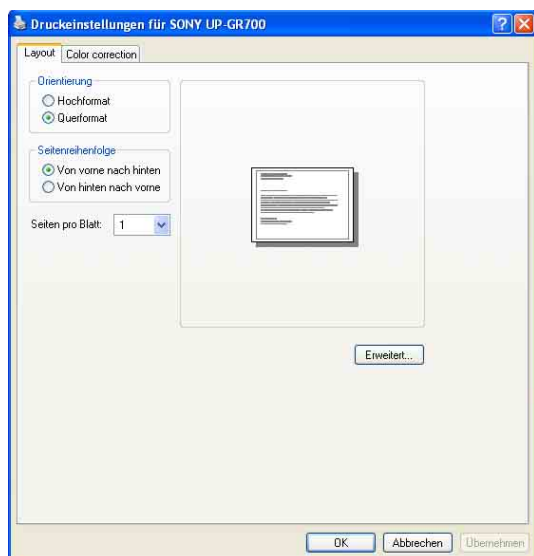 Druckeinstellungen für SONY UP-GR700
Layout
Color correction
Orientierung
Hochformat
Querformat
Seitenreihenfolge
Von vorne nach hinten
Von hinten nach vorne
Seiten pro Blatt: 1
Erweitert...
OK
Abbrechen
Übernehmen